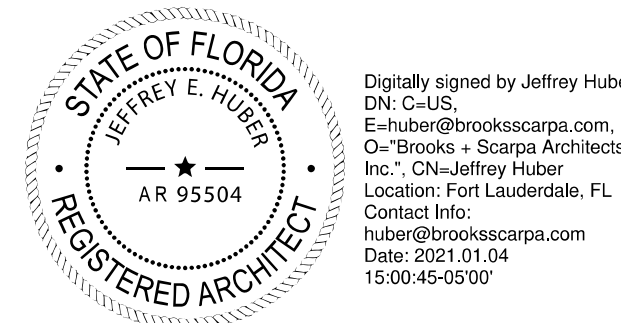 STATE OF FLORIDA
JEFFREY E. HUBER
AR 95504
REGISTERED ARCHITECT
Digitally signed by Jeffrey Hube
DN: C=US,
E=huber@brooksscarpa.com,
O="Brooks + Scarpa Architects
Inc.", CN=Jeffrey Huber
Location: Fort Lauderdale, FL
Contact Info:
huber@brooksscarpa.com
Date: 2021.01.04
15:00:45-05'00'